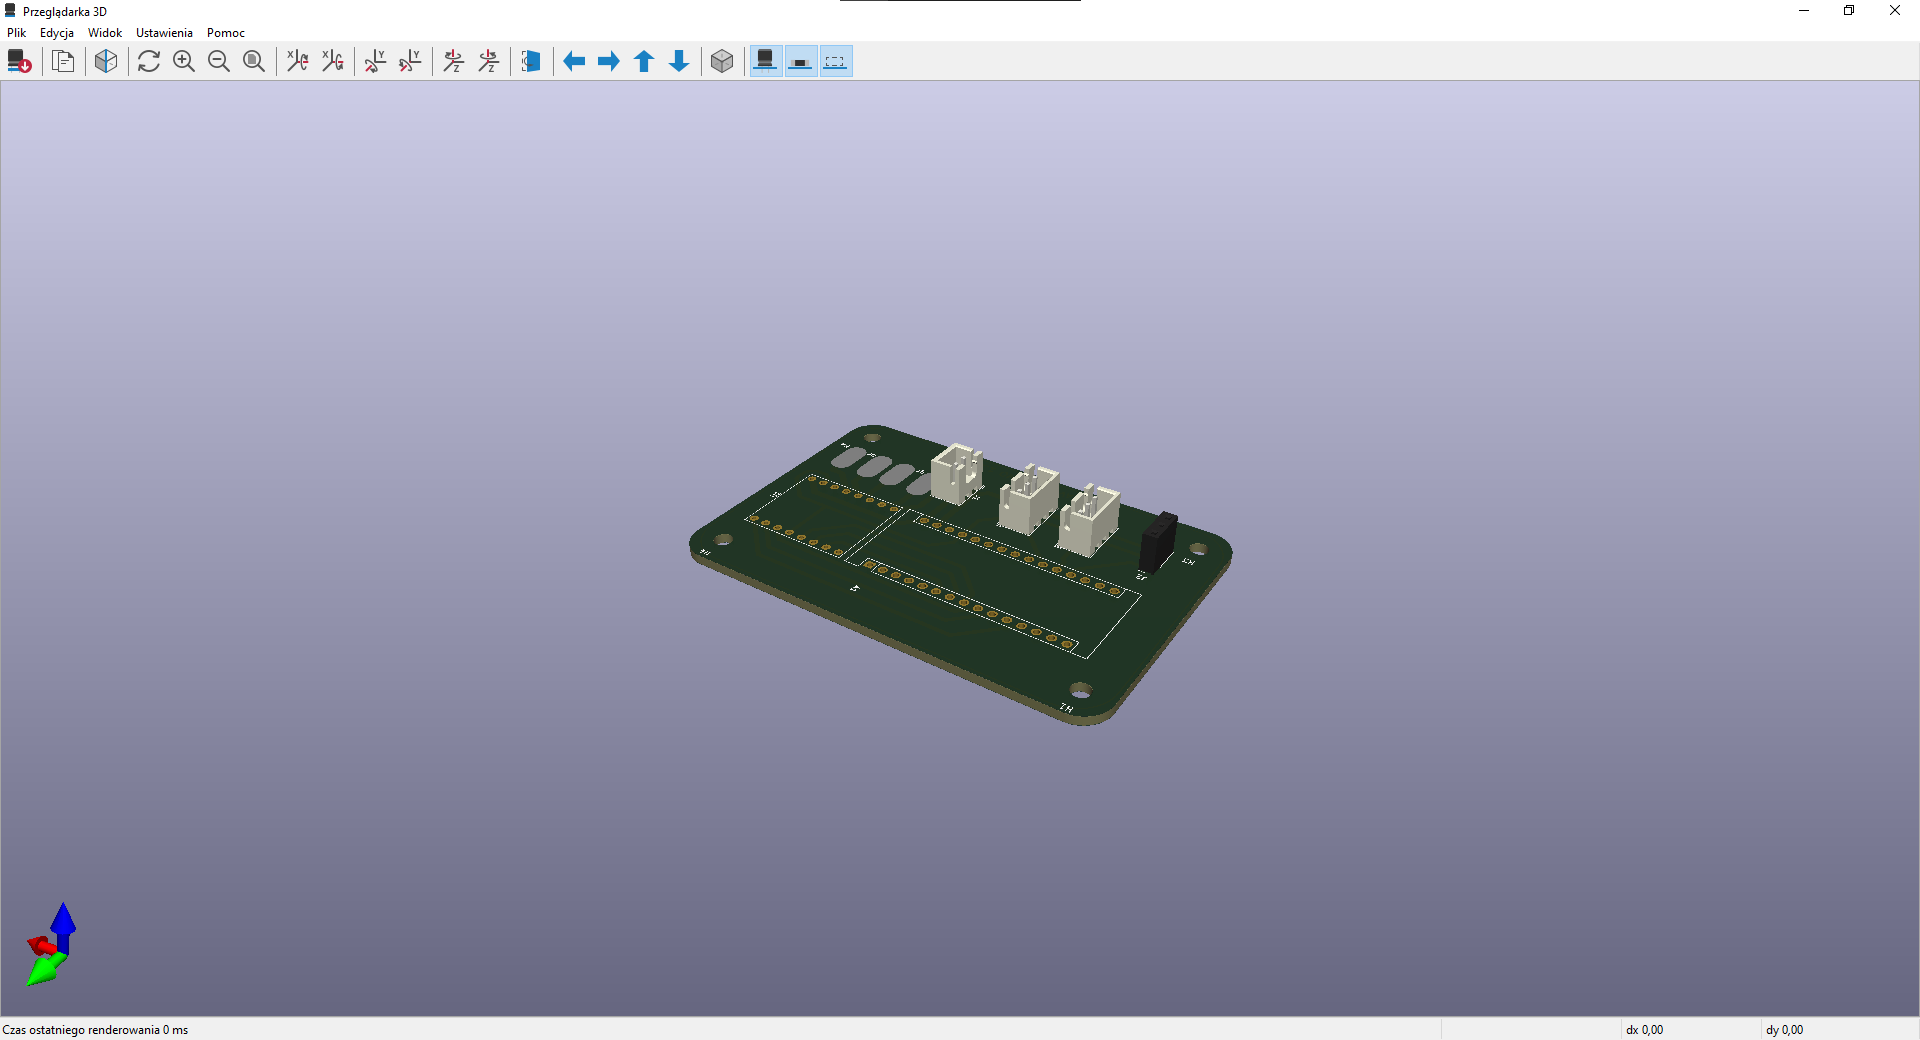 Przeglądarka 3D
Plik Edycja Widok Ustawienia Pomoc
Czas ostatniego renderowania 0 ms
dx 0,00
dy 0,00